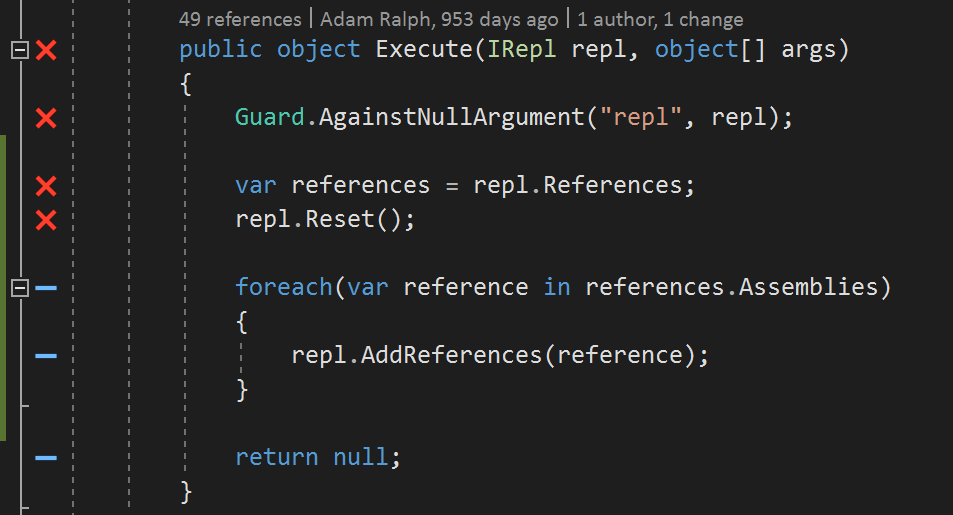 49 references | Adam Ralph, 953 days ago | 1 author, 1 change
public object Execute(IRepl repl, object[] args)
{
Guard.AgainstNullArgument("repl", repl);
var references = repl.References;
repl.Reset();
foreach(var reference in references.Assemblies)
{
repl.AddReferences(reference);
}
return null;
}